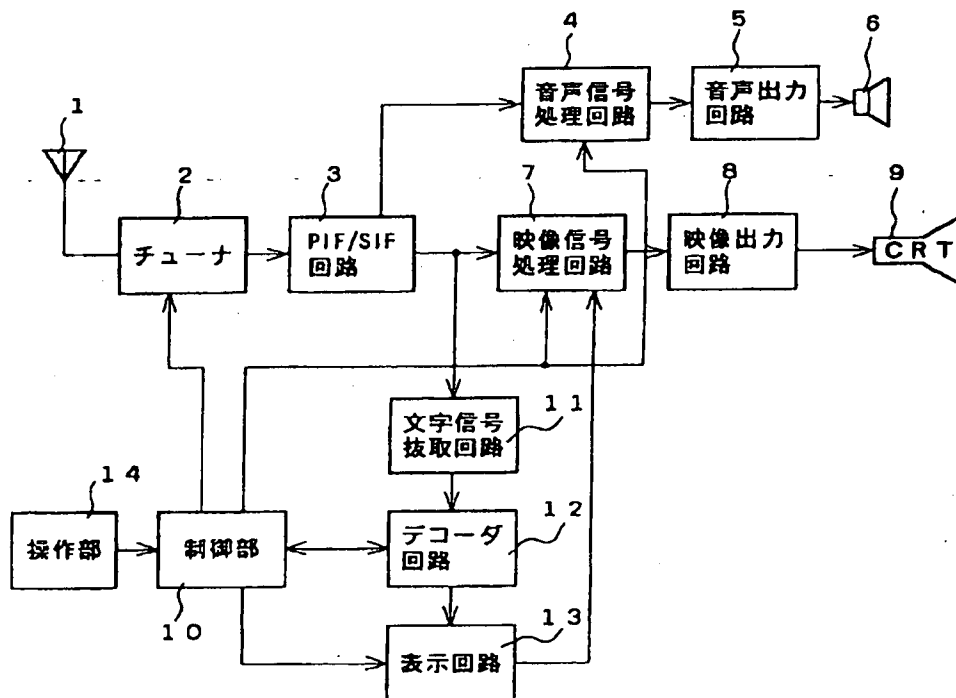 4
5
6
音声信号
処理回路
音声出力
回路
1
2
3
7
8
9
チューナ
PIF/SIF
回路
映像信号
処理回路
映像出力
回路
CRT
11
文字信号
抜取回路
14
12
操作部
制御部
デコーダ
回路
10
13
表示回路